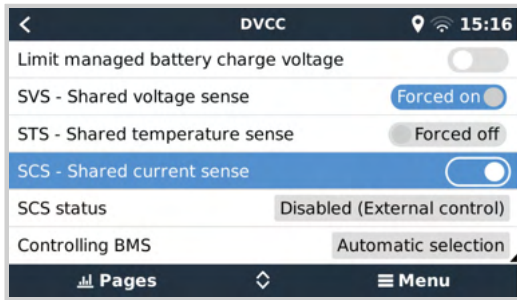 DVCC 15:16
Limit managed battery charge voltage
SVS - Shared voltage sense Forced on
STS - Shared temperature sense Forced off
SCS - Shared current sense
SCS status Disabled (External control)
Controlling BMS Automatic selection
Pages Menu